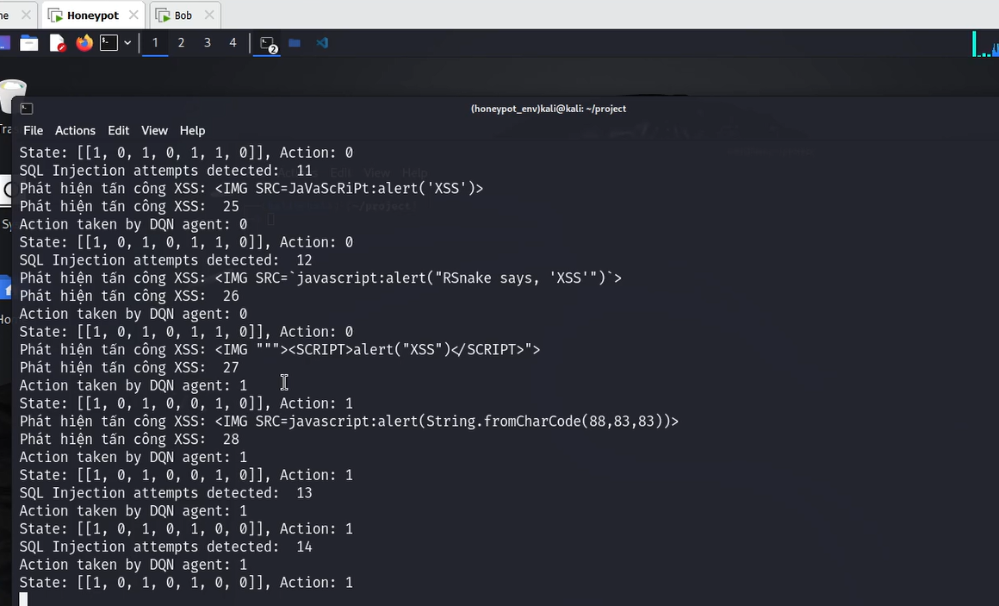 ne
Honeypot
Bob
1 2 3 4
2
(honeypot_env)kali@kali: ~/project
File Actions Edit View Help
State: [[1, 0, 1, 0, 1, 1, 0]], Action: 0
SQL Injection attempts detected:  11
Phát hiện tấn công XSS: <IMG SRC=JaVaScRiPt:alert('XSS')>
Phát hiện tấn công XSS:  25
Action taken by DQN agent: 0
State: [[1, 0, 1, 0, 1, 1, 0]], Action: 0
SQL Injection attempts detected:  12
Phát hiện tấn công XSS: <IMG SRC=`javascript:alert("RSnake says, 'XSS'")`>
Phát hiện tấn công XSS:  26
Action taken by DQN agent: 0
State: [[1, 0, 1, 0, 1, 1, 0]], Action: 0
Phát hiện tấn công XSS: <IMG """><SCRIPT>alert("XSS")</SCRIPT>">
Phát hiện tấn công XSS:  27
Action taken by DQN agent: 1
State: [[1, 0, 1, 0, 0, 1, 0]], Action: 1
Phát hiện tấn công XSS: <IMG SRC=javascript:alert(String.fromCharCode(88,83,83))>
Phát hiện tấn công XSS:  28
Action taken by DQN agent: 1
State: [[1, 0, 1, 0, 0, 1, 0]], Action: 1
SQL Injection attempts detected:  13
Action taken by DQN agent: 1
State: [[1, 0, 1, 0, 1, 0, 0]], Action: 1
SQL Injection attempts detected:  14
Action taken by DQN agent: 1
State: [[1, 0, 1, 0, 1, 0, 0]], Action: 1